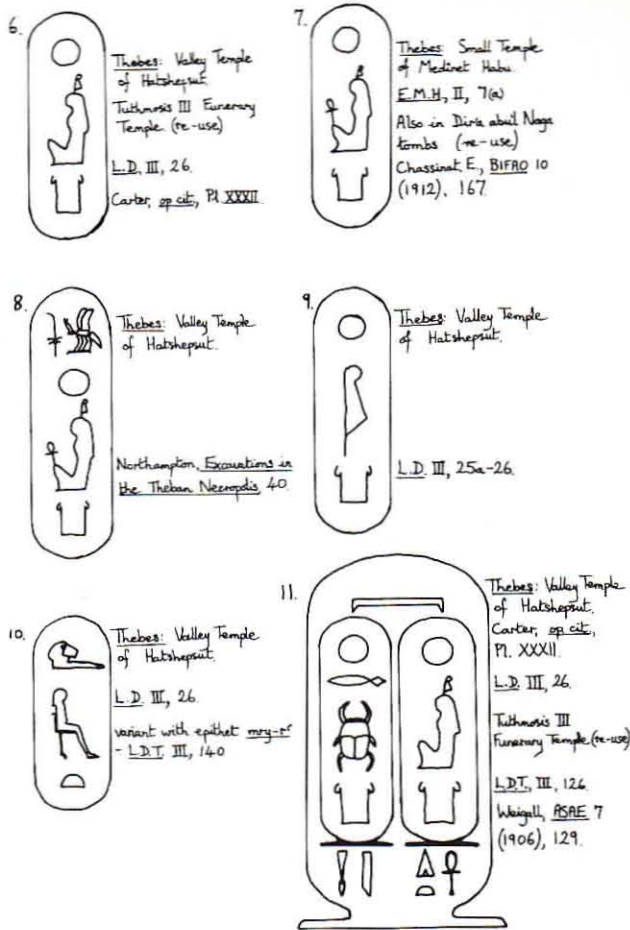 6.
Thebes: Valley Temple
of Hatshepsut.
Tuthmosis III Funerary
Temple (re-use)
L.D. III, 26.
Carter, op cit, Pl. XXXII.
7.
Thebes: Small Temple
of Medinet Habu.
E.M.H., II, 7(a)
Also in Dira abu'l Naga
tombs (re-use)
Chassinat E., BIFAO 10
(1912), 167.
8.
Thebes: Valley Temple
of Hatshepsut.
Northampton, Excavations in
the Theban Necropolis, 40.
9.
Thebes: Valley Temple
of Hatshepsut.
L.D. III, 25a-26.
10.
Thebes: Valley Temple
of Hatshepsut.
L.D. III, 26.
variant with epithet mry-rꜥ
- L.D.T. III, 140
11.
Thebes: Valley Temple
of Hatshepsut.
Carter, op cit,
Pl. XXXII.
L.D. III, 26.
Tuthmosis III
Funerary Temple (re-use)
L.D.T., III, 126.
Weigall, ASAE 7
(1906), 129.